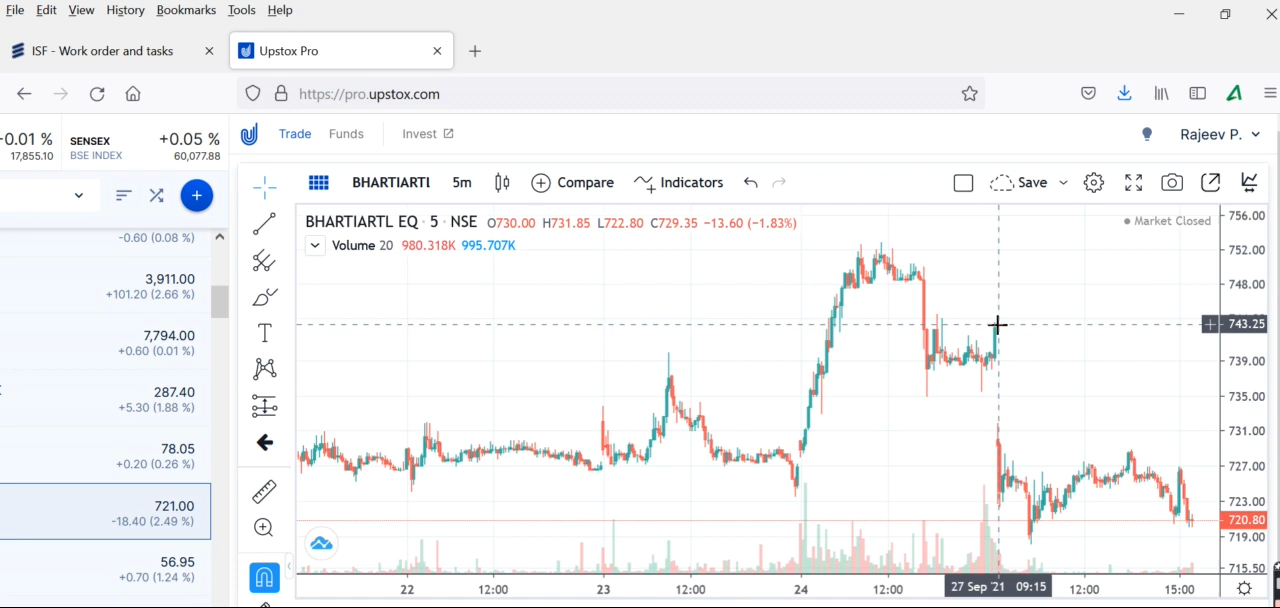 File Edit View History Bookmarks Tools Help
ISF - Work order and tasks
Upstox Pro
https://pro.upstox.com
-0.01 %
17,855.10
SENSEX +0.05 %
BSE INDEX 60,077.88
Trade Funds Invest
Rajeev P.
BHARTIARTL 5m Compare Indicators Save
BHARTIARTL EQ · 5 · NSE O730.00 H731.85 L722.80 C729.35 -13.60 (-1.83%)
Market Closed
Volume 20 980.318K 995.707K
-0.60 (0.08 %)
3,911.00
+101.20 (2.66 %)
7,794.00
+0.60 (0.01 %)
287.40
+5.30 (1.88 %)
78.05
+0.20 (0.26 %)
721.00
-18.40 (2.49 %)
56.95
+0.70 (1.24 %)
T
756.00
752.00
748.00
743.25
739.00
735.00
731.00
727.00
723.00
720.80
719.00
715.50
22 12:00 23 12:00 24 12:00 27 Sep '21 09:15 12:00 15:00